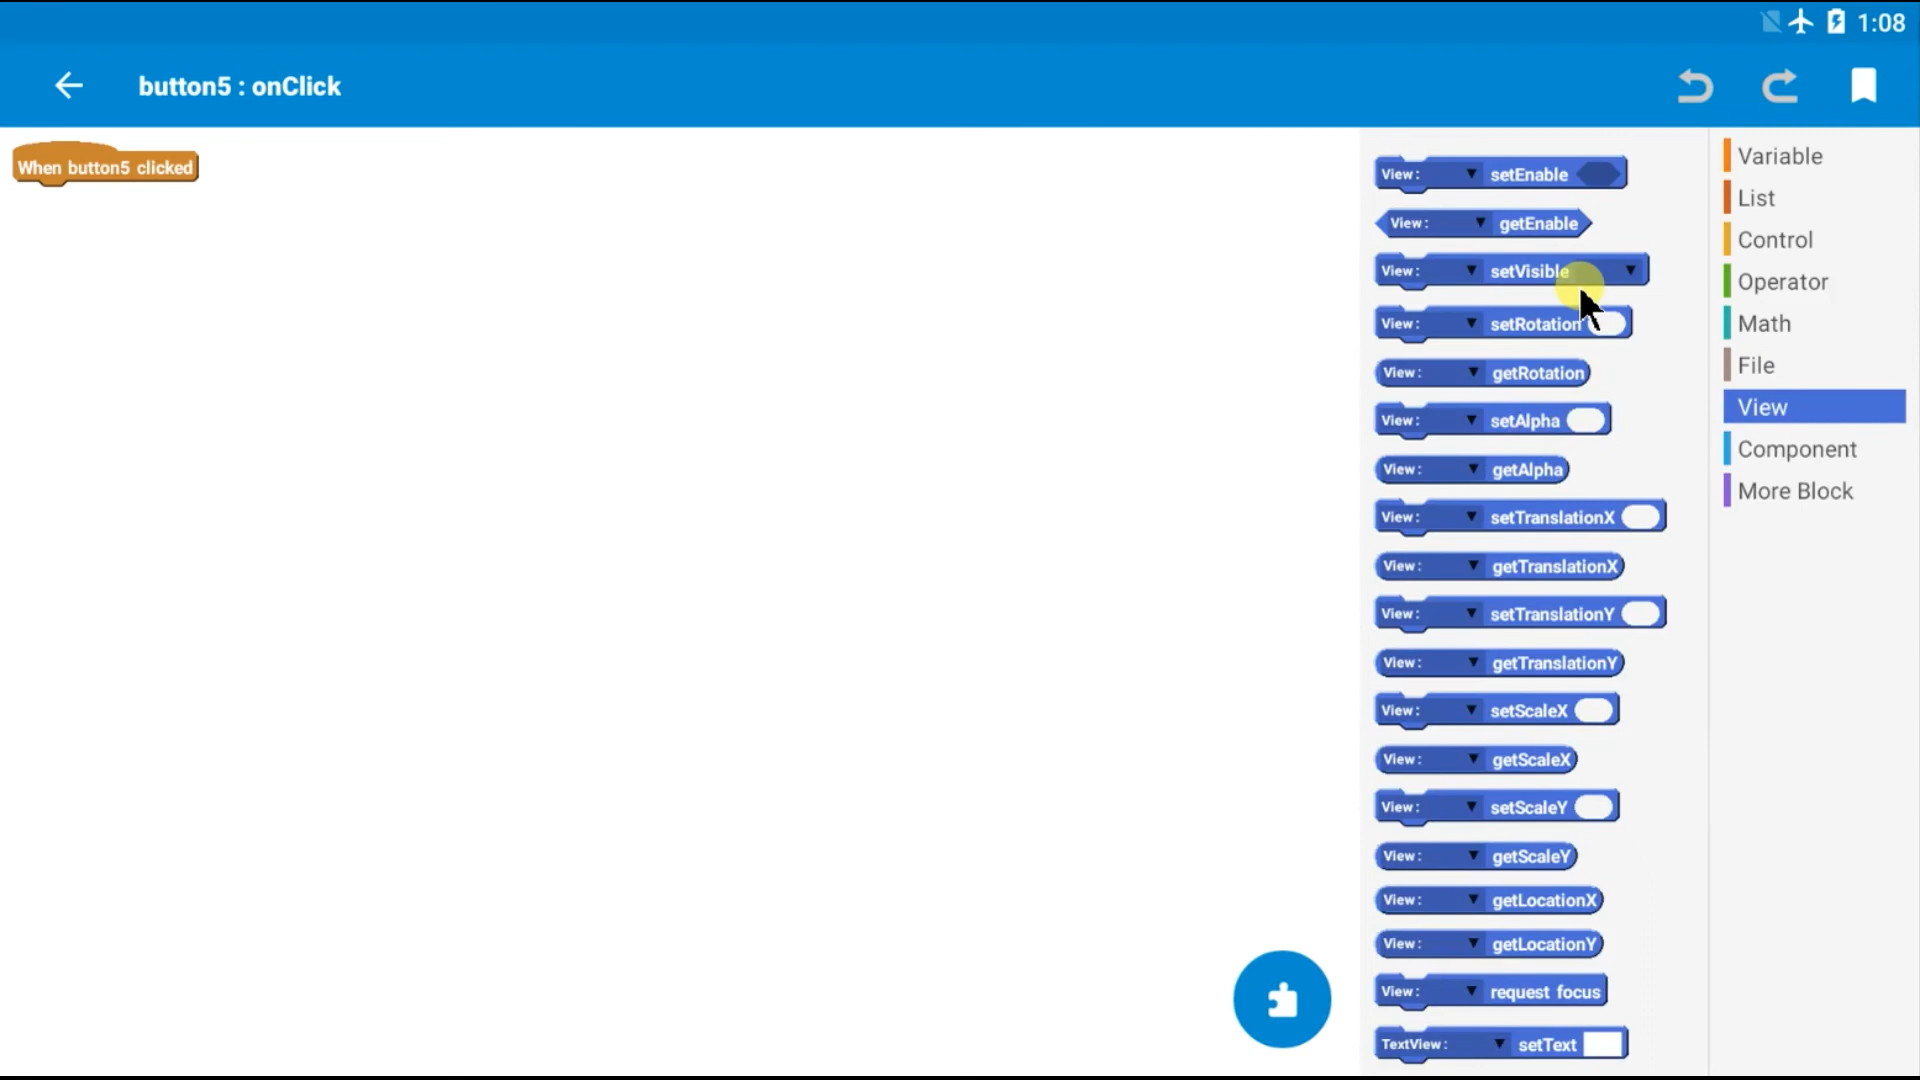 1:08
button5 : onClick
When button5 clicked
View: setEnable
View: getEnable
View: setVisible
View: setRotation
View: getRotation
View: setAlpha
View: getAlpha
View: setTranslationX
View: getTranslationX
View: setTranslationY
View: getTranslationY
View: setScaleX
View: getScaleX
View: setScaleY
View: getScaleY
View: getLocationX
View: getLocationY
View: request focus
TextView: setText
Variable
List
Control
Operator
Math
File
View
Component
More Block